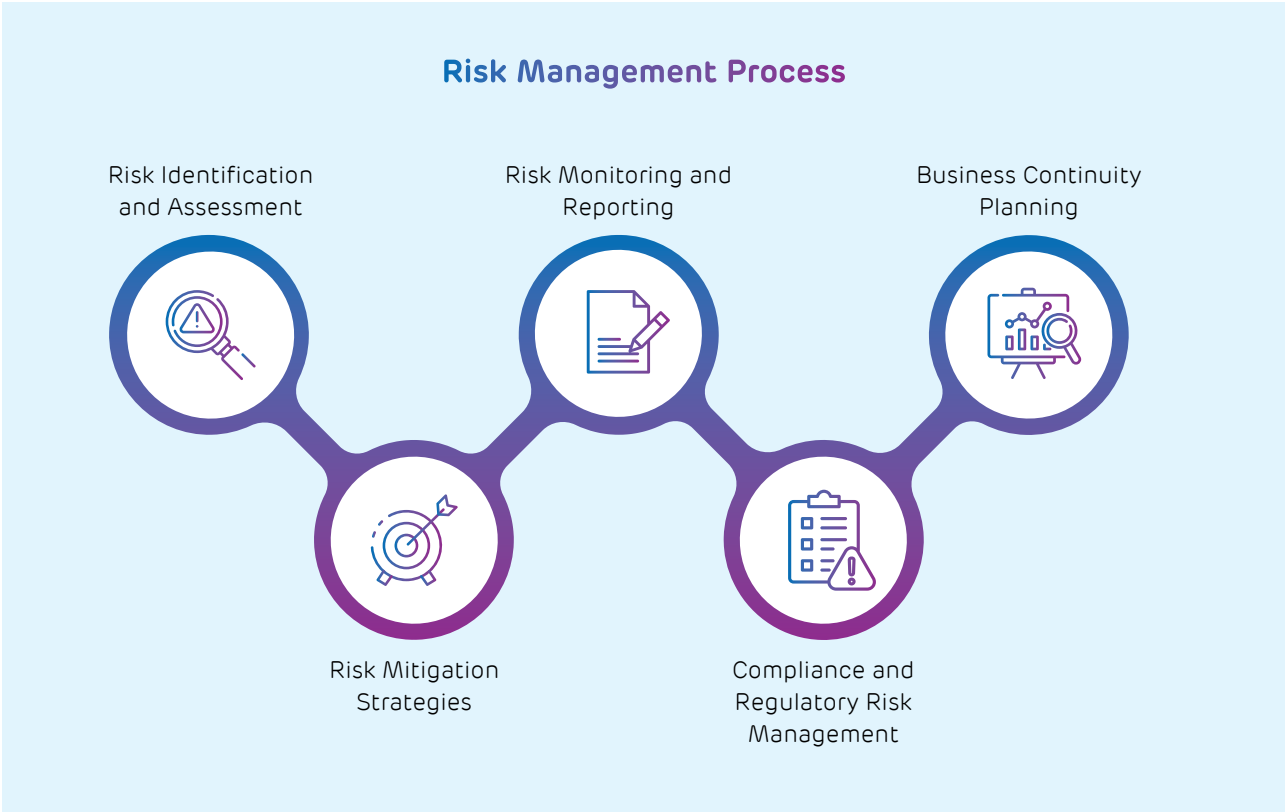 Risk Management Process
Risk Identification
and Assessment
Risk Mitigation
Strategies
Risk Monitoring and
Reporting
Compliance and
Regulatory Risk
Management
Business Continuity
Planning